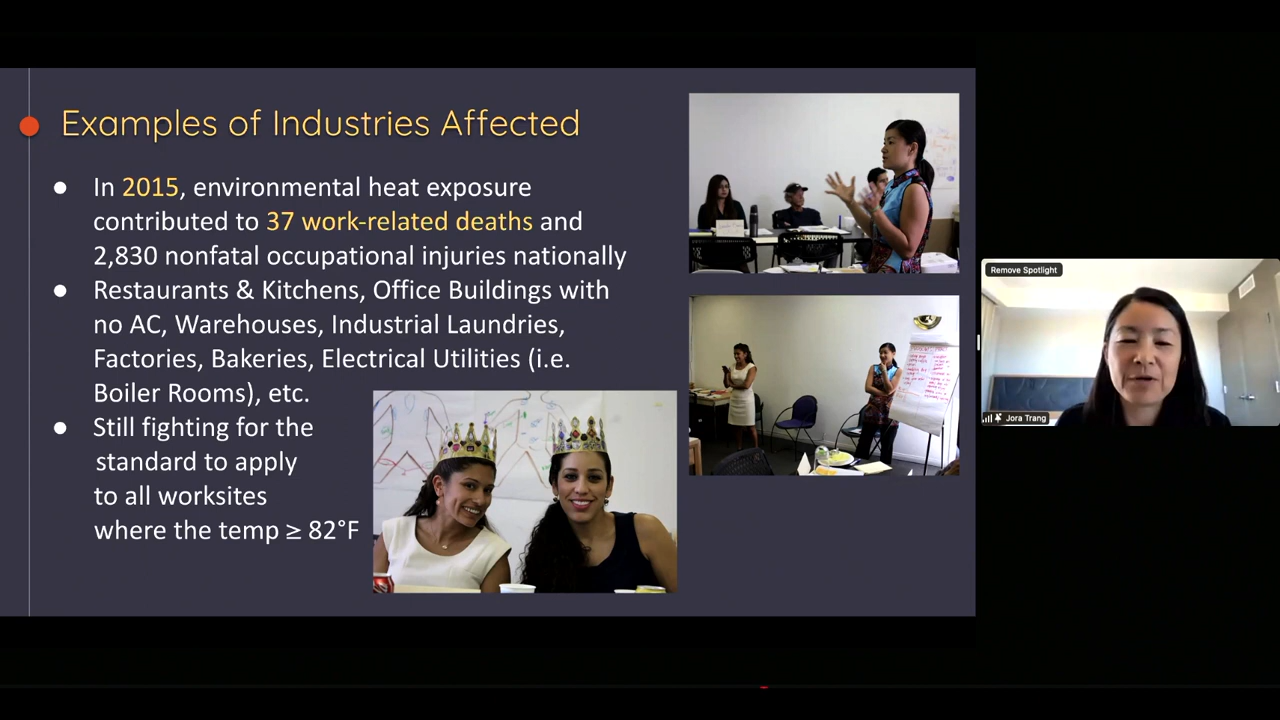 Examples of Industries Affected
● In 2015, environmental heat exposure
contributed to 37 work-related deaths and
2,830 nonfatal occupational injuries nationally
● Restaurants & Kitchens, Office Buildings with
no AC, Warehouses, Industrial Laundries,
Factories, Bakeries, Electrical Utilities (i.e.
Boiler Rooms), etc.
● Still fighting for the
standard to apply
to all worksites
where the temp ≥ 82°F
Remove Spotlight
Jora Trang